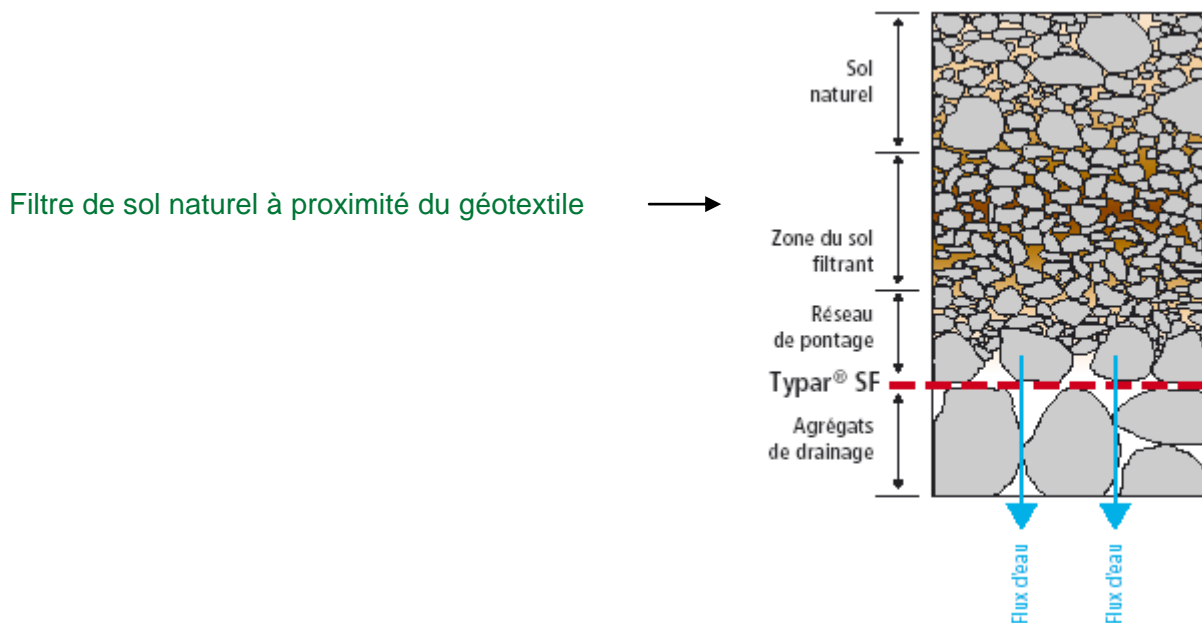 Sol
naturel
Filtre de sol naturel à proximité du géotextile
Zone du sol
filtrant
Réseau
de pontage
Typar® SF
Agrégats
de drainage
Flux d'eau
Flux d'eau